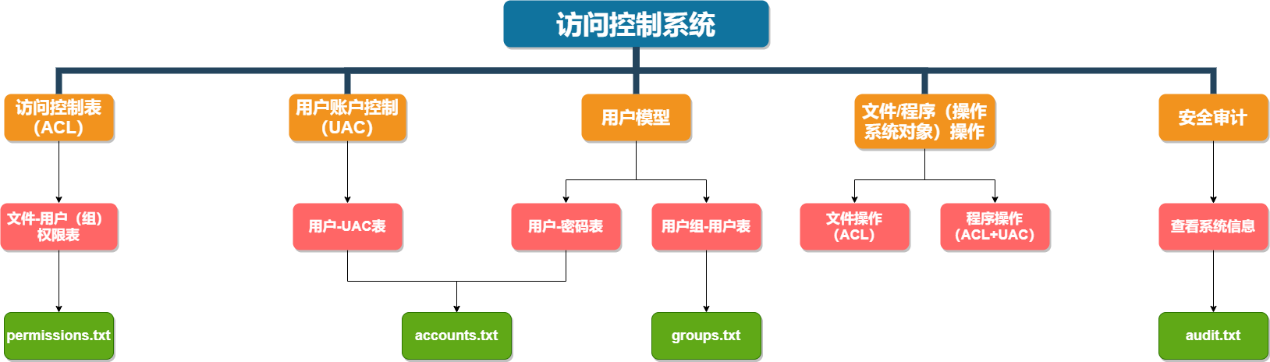 访问控制系统
访问控制表
（ACL）
用户账户控制
（UAC）
用户模型
文件/程序（操作
系统对象）操作
安全审计
文件-用户（组）
权限表
用户-UAC表
用户-密码表
用户组-用户表
文件操作
（ACL）
程序操作
（ACL+UAC）
查看系统信息
permissions.txt
accounts.txt
groups.txt
audit.txt